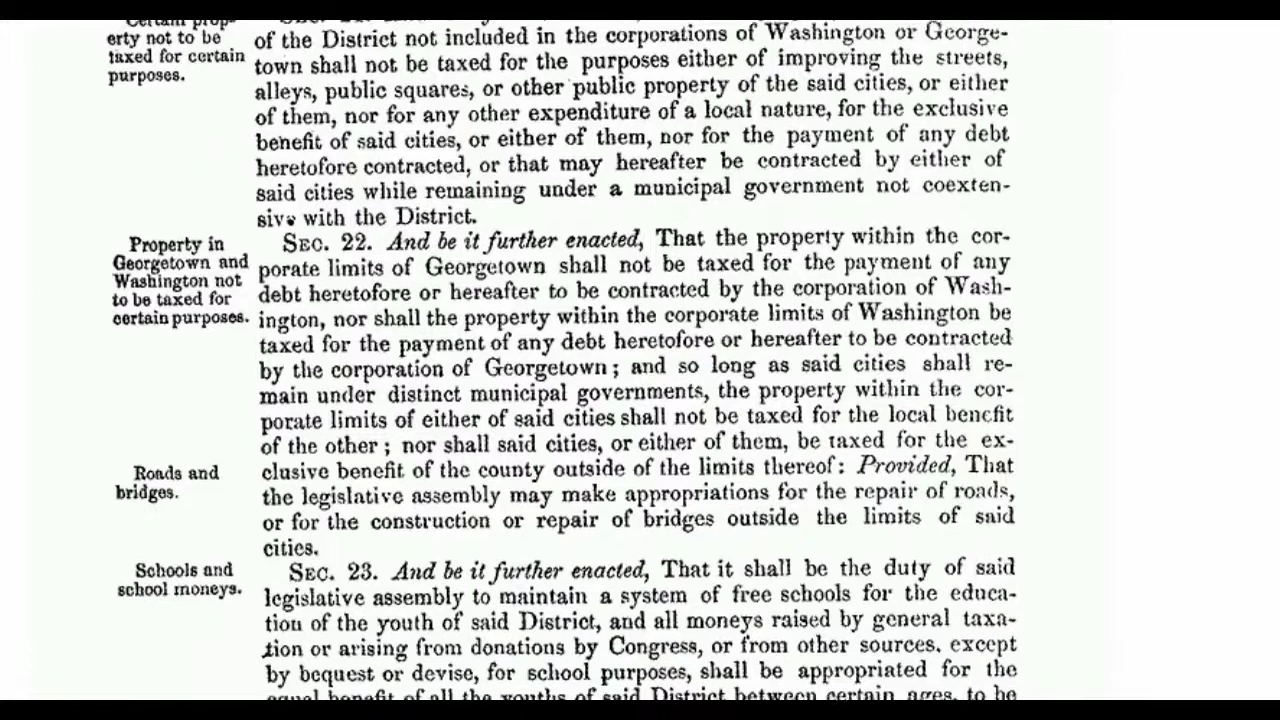 Certain prop-
erty not to be
taxed for certain
purposes.
of the District not included in the corporations of Washington or George-
town shall not be taxed for the purposes either of improving the streets,
alleys, public squares, or other public property of the said cities, or either
of them, nor for any other expenditure of a local nature, for the exclusive
benefit of said cities, or either of them, nor for the payment of any debt
heretofore contracted, or that may hereafter be contracted by either of
said cities while remaining under a municipal government not coexten-
sive with the District.
Property in
Georgetown and
Washington not
to be taxed for
certain purposes.
SEC. 22. And be it further enacted, That the property within the cor-
porate limits of Georgetown shall not be taxed for the payment of any
debt heretofore or hereafter to be contracted by the corporation of Wash-
ington, nor shall the property within the corporate limits of Washington be
taxed for the payment of any debt heretofore or hereafter to be contracted
by the corporation of Georgetown; and so long as said cities shall re-
main under distinct municipal governments, the property within the cor-
porate limits of either of said cities shall not be taxed for the local benefit
of the other; nor shall said cities, or either of them, be taxed for the ex-
clusive benefit of the county outside of the limits thereof: Provided, That
the legislative assembly may make appropriations for the repair of roads,
or for the construction or repair of bridges outside the limits of said
cities.
Roads and
bridges.
Schools and
school moneys.
SEC. 23. And be it further enacted, That it shall be the duty of said
legislative assembly to maintain a system of free schools for the educa-
tion of the youth of said District, and all moneys raised by general taxa-
tion or arising from donations by Congress, or from other sources, except
by bequest or devise, for school purposes, shall be appropriated for the
equal benefit of all the youths of said District between certain ages, to be